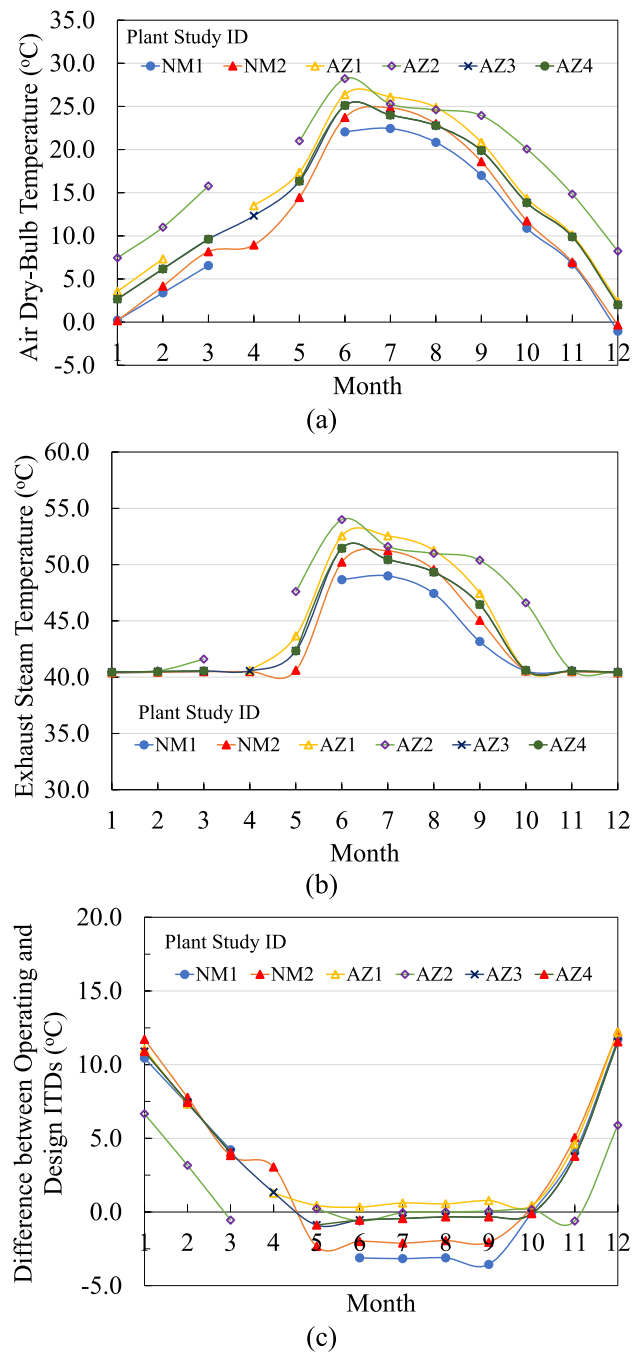 Air Dry-Bulb Temperature (°C)
35.0
Plant Study ID
30.0
NM1 NM2 AZ1 AZ2 AZ3 AZ4
25.0
20.0
15.0
10.0
5.0
0.0
1 2 3 4 5 6 7 8 9 10 11 12
-5.0
Month
(a)
Exhaust Steam Temperature (°C)
60.0
55.0
50.0
45.0
40.0
Plant Study ID
35.0
NM1 NM2 AZ1 AZ2 AZ3 AZ4
30.0
1 2 3 4 5 6 7 8 9 10 11 12
Month
(b)
Difference between Operating and
Design ITDs (°C)
20.0
Plant Study ID
NM1 NM2 AZ1 AZ2 AZ3 AZ4
15.0
10.0
5.0
0.0
1 2 3 4 5 6 7 8 9 10 11 12
-5.0
Month
(c)